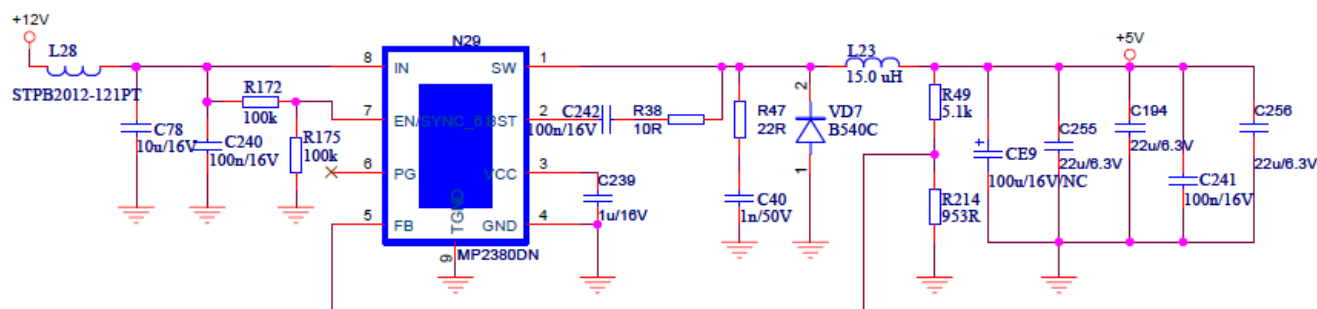 +12V
L28
STPB2012-121PT
C78
10u/16V
C240
100n/16V
R172
100k
R175
100k
N29
8
IN
SW
1
7
EN/SYNC_6
BST
2
6
PG
VCC
3
5
FB
GND
4
TGND
9
MP2380DN
C242
100n/16V
R38
10R
C239
1u/16V
R47
22R
C40
1n/50V
2
VD7
B540C
1
L23
15.0 uH
R49
5.1k
R214
953R
+5V
+
CE9
100u/16V/NC
C255
22u/6.3V
C194
22u/6.3V
C241
100n/16V
C256
22u/6.3V